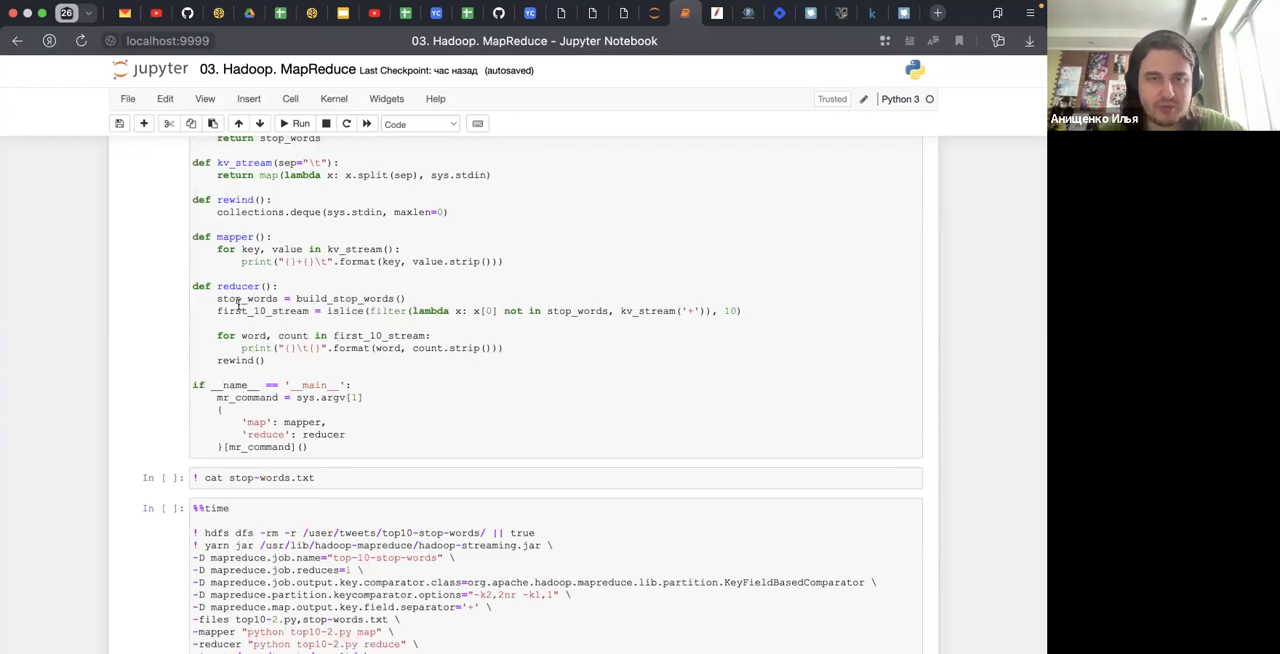 26
localhost:9999
03. Hadoop. MapReduce - Jupyter Notebook
jupyter 03. Hadoop. MapReduce Last Checkpoint: час назад (autosaved)
File Edit View Insert Cell Kernel Widgets Help
Trusted Python 3
Run Code
return stop_words
def kv_stream(sep="\t"):
return map(lambda x: x.split(sep), sys.stdin)
def rewind():
collections.deque(sys.stdin, maxlen=0)
def mapper():
for key, value in kv_stream():
print("{}+{}\t".format(key, value.strip()))
def reducer():
stop_words = build_stop_words()
first_10_stream = islice(filter(lambda x: x[0] not in stop_words, kv_stream('+')), 10)
for word, count in first_10_stream:
print("{}\t{}".format(word, count.strip()))
rewind()
if __name__ == '__main__':
mr_command = sys.argv[1]
{
'map': mapper,
'reduce': reducer
}[mr_command]()
In [ ]: ! cat stop-words.txt
In [ ]: %%time
! hdfs dfs -rm -r /user/tweets/top10-stop-words/ || true
! yarn jar /usr/lib/hadoop-mapreduce/hadoop-streaming.jar \
-D mapreduce.job.name="top-10-stop-words" \
-D mapreduce.job.reduces=1 \
-D mapreduce.job.output.key.comparator.class=org.apache.hadoop.mapreduce.lib.partition.KeyFieldBasedComparator \
-D mapreduce.partition.keycomparator.options="-k2,2nr -k1,1" \
-D mapreduce.map.output.key.field.separator='+' \
-files top10-2.py,stop-words.txt \
-mapper "python top10-2.py map" \
-reducer "python top10-2.py reduce" \
Анищенко Илья